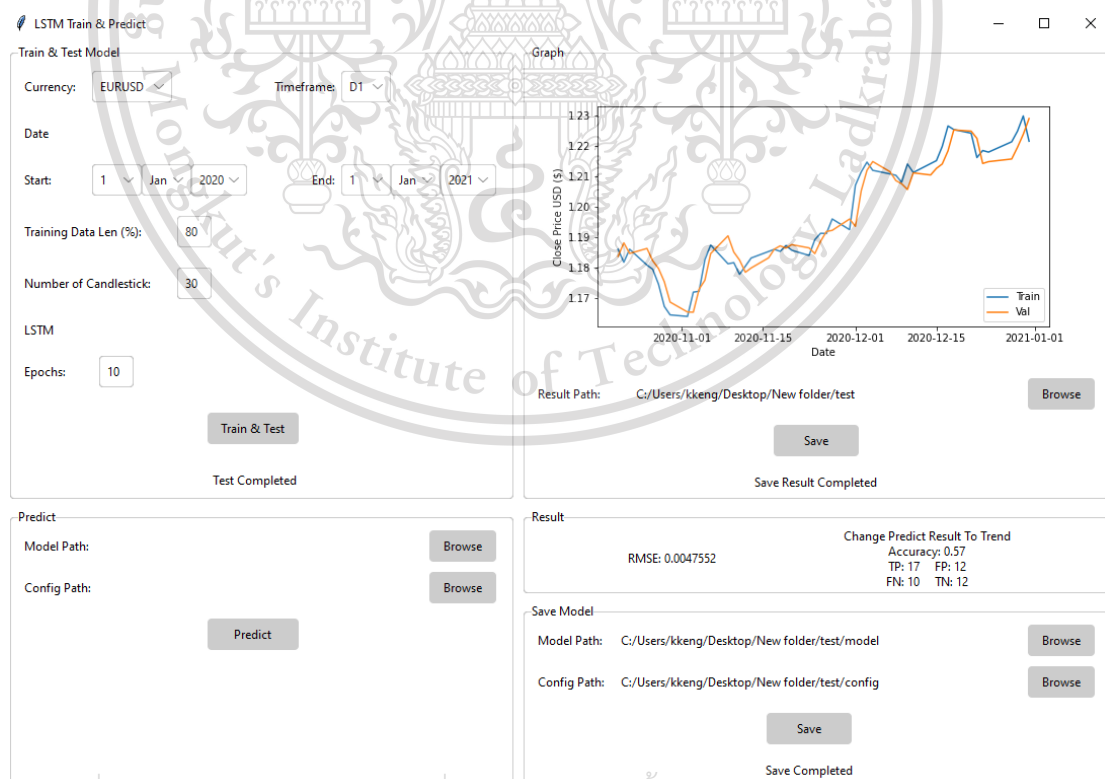 LSTM Train & Predict
Train & Test Model
Currency: EURUSD Timeframe: D1
Date
Start: 1 Jan 2020 End: 1 Jan 2021
Training Data Len (%): 80
Number of Candlestick: 30
LSTM
Epochs: 10
Train & Test
Test Completed
Graph
1.23
1.22
1.21
1.20
1.19
1.18
1.17
Close Price USD ($)
Train
Val
2020-11-01 2020-11-15 2020-12-01 2020-12-15 2021-01-01
Date
Result Path: C:/Users/kkeng/Desktop/New folder/test Browse
Save
Save Result Completed
Predict
Model Path: Browse
Config Path: Browse
Predict
Result
RMSE: 0.0047552
Change Predict Result To Trend
Accuracy: 0.57
TP: 17 FP: 12
FN: 10 TN: 12
Save Model
Model Path: C:/Users/kkeng/Desktop/New folder/test/model Browse
Config Path: C:/Users/kkeng/Desktop/New folder/test/config Browse
Save
Save Completed
Mongkut's Institute of Technology Ladkraba